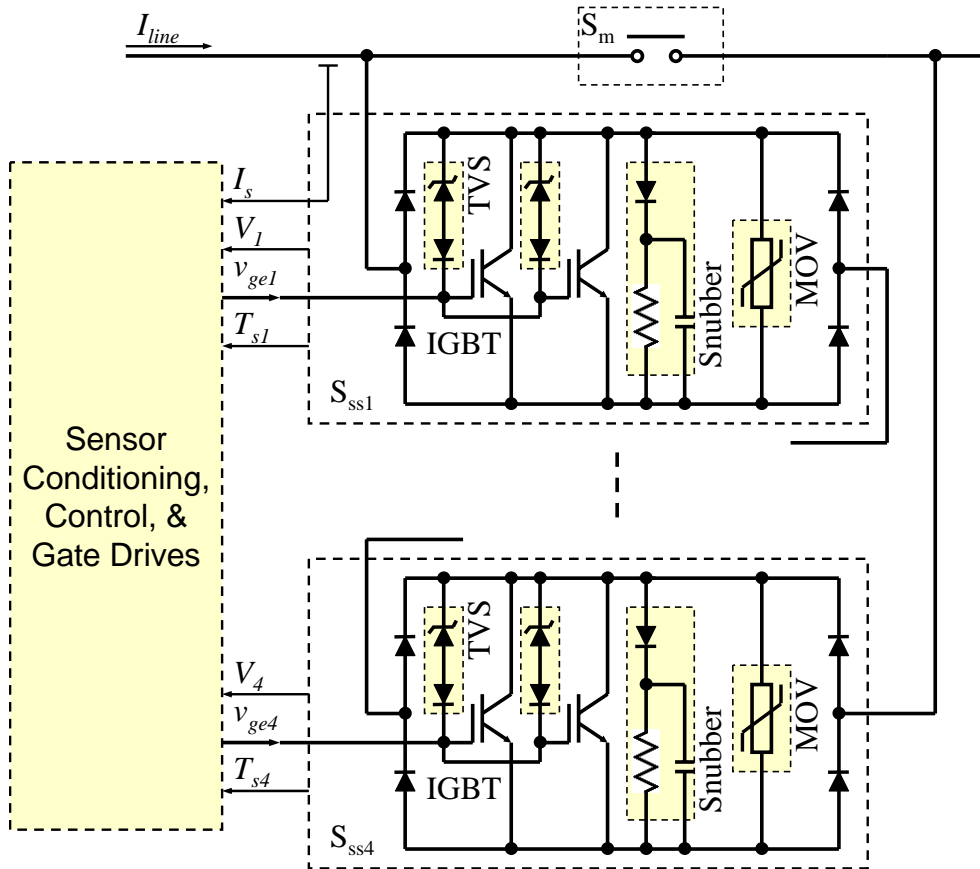 I_line
S_m
I_s
V_1
v_ge1
T_s1
TVS
IGBT
Snubber
MOV
S_ss1
Sensor
Conditioning,
Control, &
Gate Drives
V_4
v_ge4
T_s4
TVS
IGBT
Snubber
MOV
S_ss4